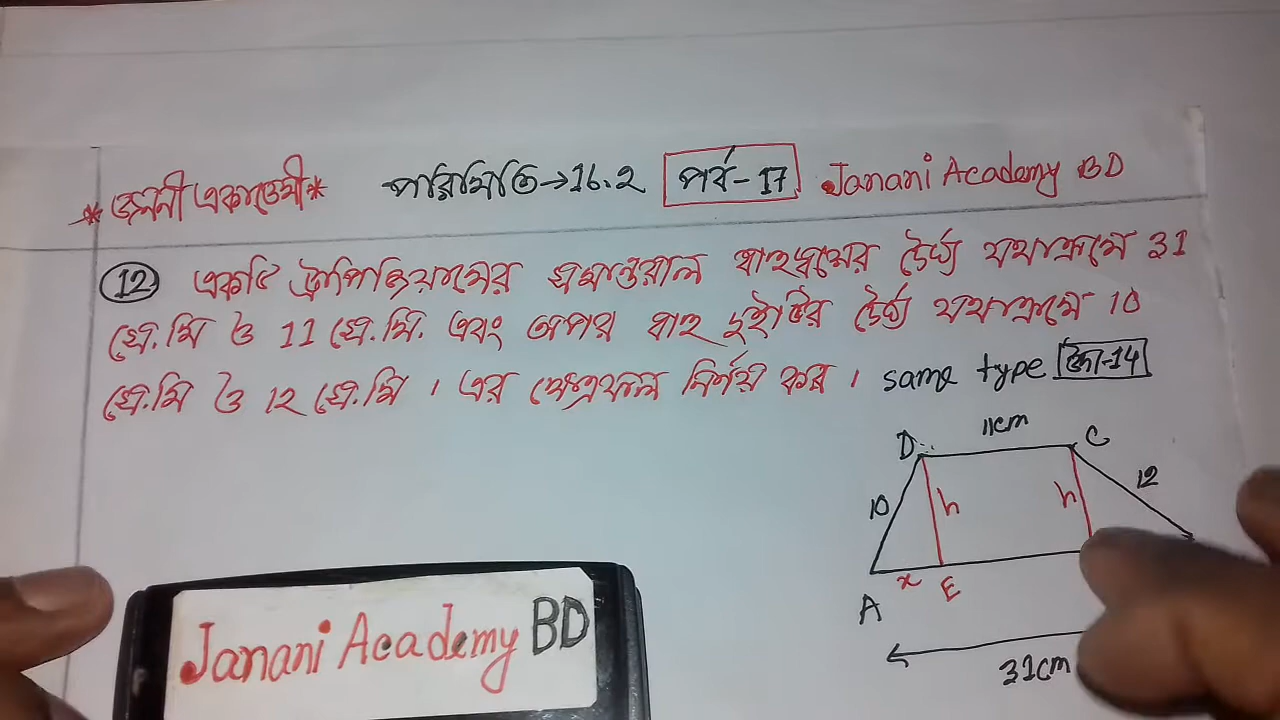 * জননী একাডেমী* পরিমিতি→16.2 পর্ব-17 Janani Academy BD
12 একটি ট্রাপিজিয়ামের সমান্তরাল বাহুদ্বয়ের দৈর্ঘ্য যথাক্রমে 31
সে.মি ও 11 সে.মি. এবং অপর বাহু দুইটির দৈর্ঘ্য যথাক্রমে 10
সে.মি ও 12 সে.মি । এর ক্ষেত্রফল নির্ণয় কর । same type
11cm
D C
10 h h 12
A x E
31cm
Janani Academy BD